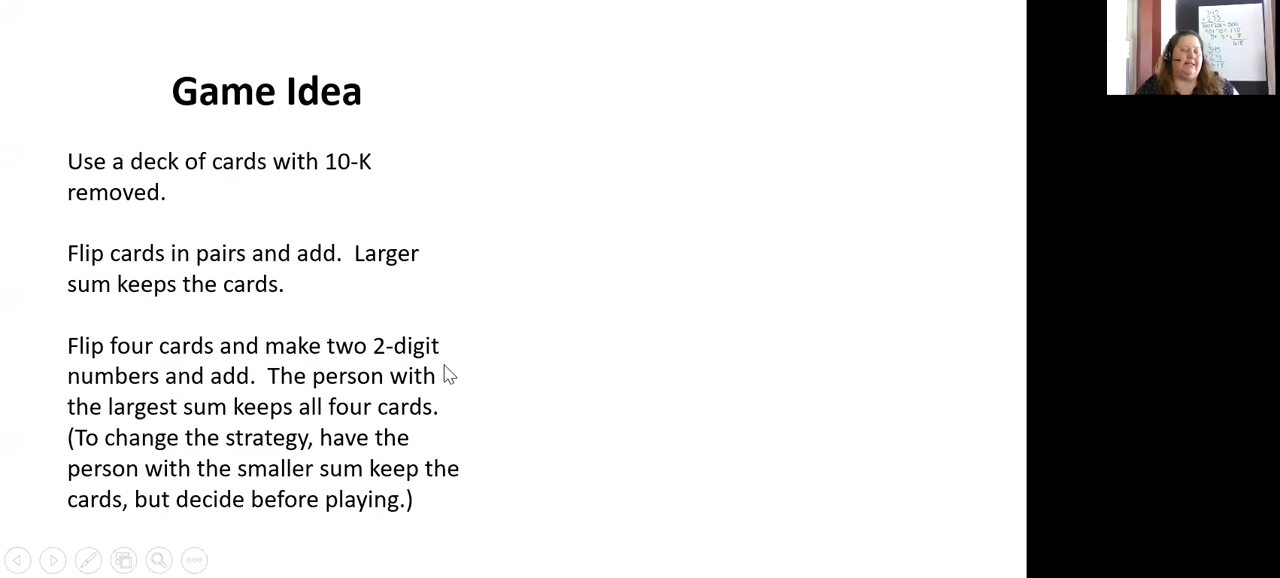 Game Idea
Use a deck of cards with 10-K
removed.
Flip cards in pairs and add.  Larger
sum keeps the cards.
Flip four cards and make two 2-digit
numbers and add.  The person with
the largest sum keeps all four cards.
(To change the strategy, have the
person with the smaller sum keep the
cards, but decide before playing.)